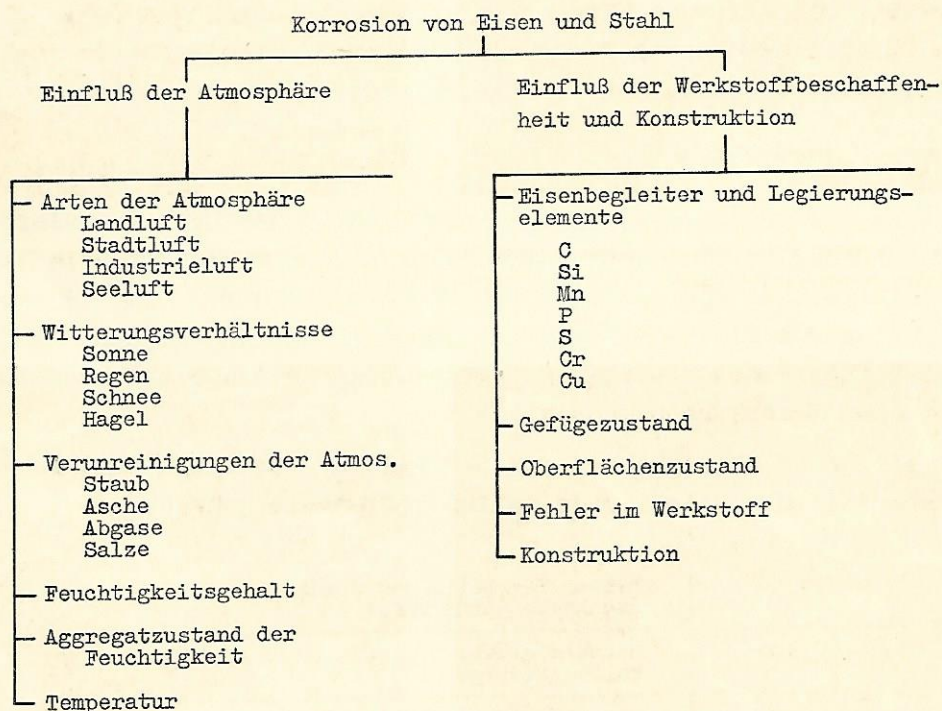 Korrosion von Eisen und Stahl
Einfluß der Atmosphäre
Arten der Atmosphäre
Landluft
Stadtluft
Industrieluft
Seeluft
Witterungsverhältnisse
Sonne
Regen
Schnee
Hagel
Verunreinigungen der Atmos.
Staub
Asche
Abgase
Salze
Feuchtigkeitsgehalt
Aggregatzustand der
Feuchtigkeit
Temperatur
Einfluß der Werkstoffbeschaffen-
heit und Konstruktion
Eisenbegleiter und Legierungs-
elemente
C
Si
Mn
P
S
Cr
Cu
Gefügezustand
Oberflächenzustand
Fehler im Werkstoff
Konstruktion